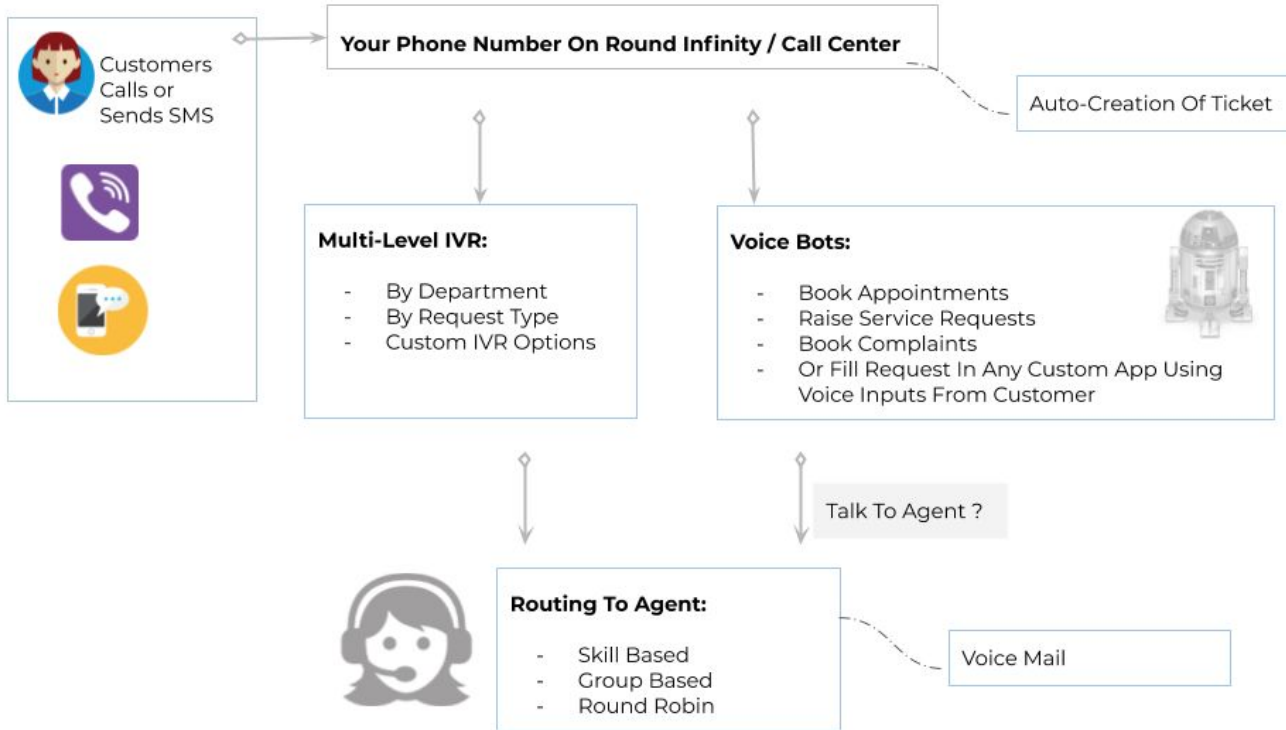 Customers
Calls or
Sends SMS
Your Phone Number On Round Infinity / Call Center
Auto-Creation Of Ticket
Multi-Level IVR:
- By Department
- By Request Type
- Custom IVR Options
Voice Bots:
- Book Appointments
- Raise Service Requests
- Book Complaints
- Or Fill Request In Any Custom App Using
Voice Inputs From Customer
Talk To Agent ?
Routing To Agent:
- Skill Based
- Group Based
- Round Robin
Voice Mail